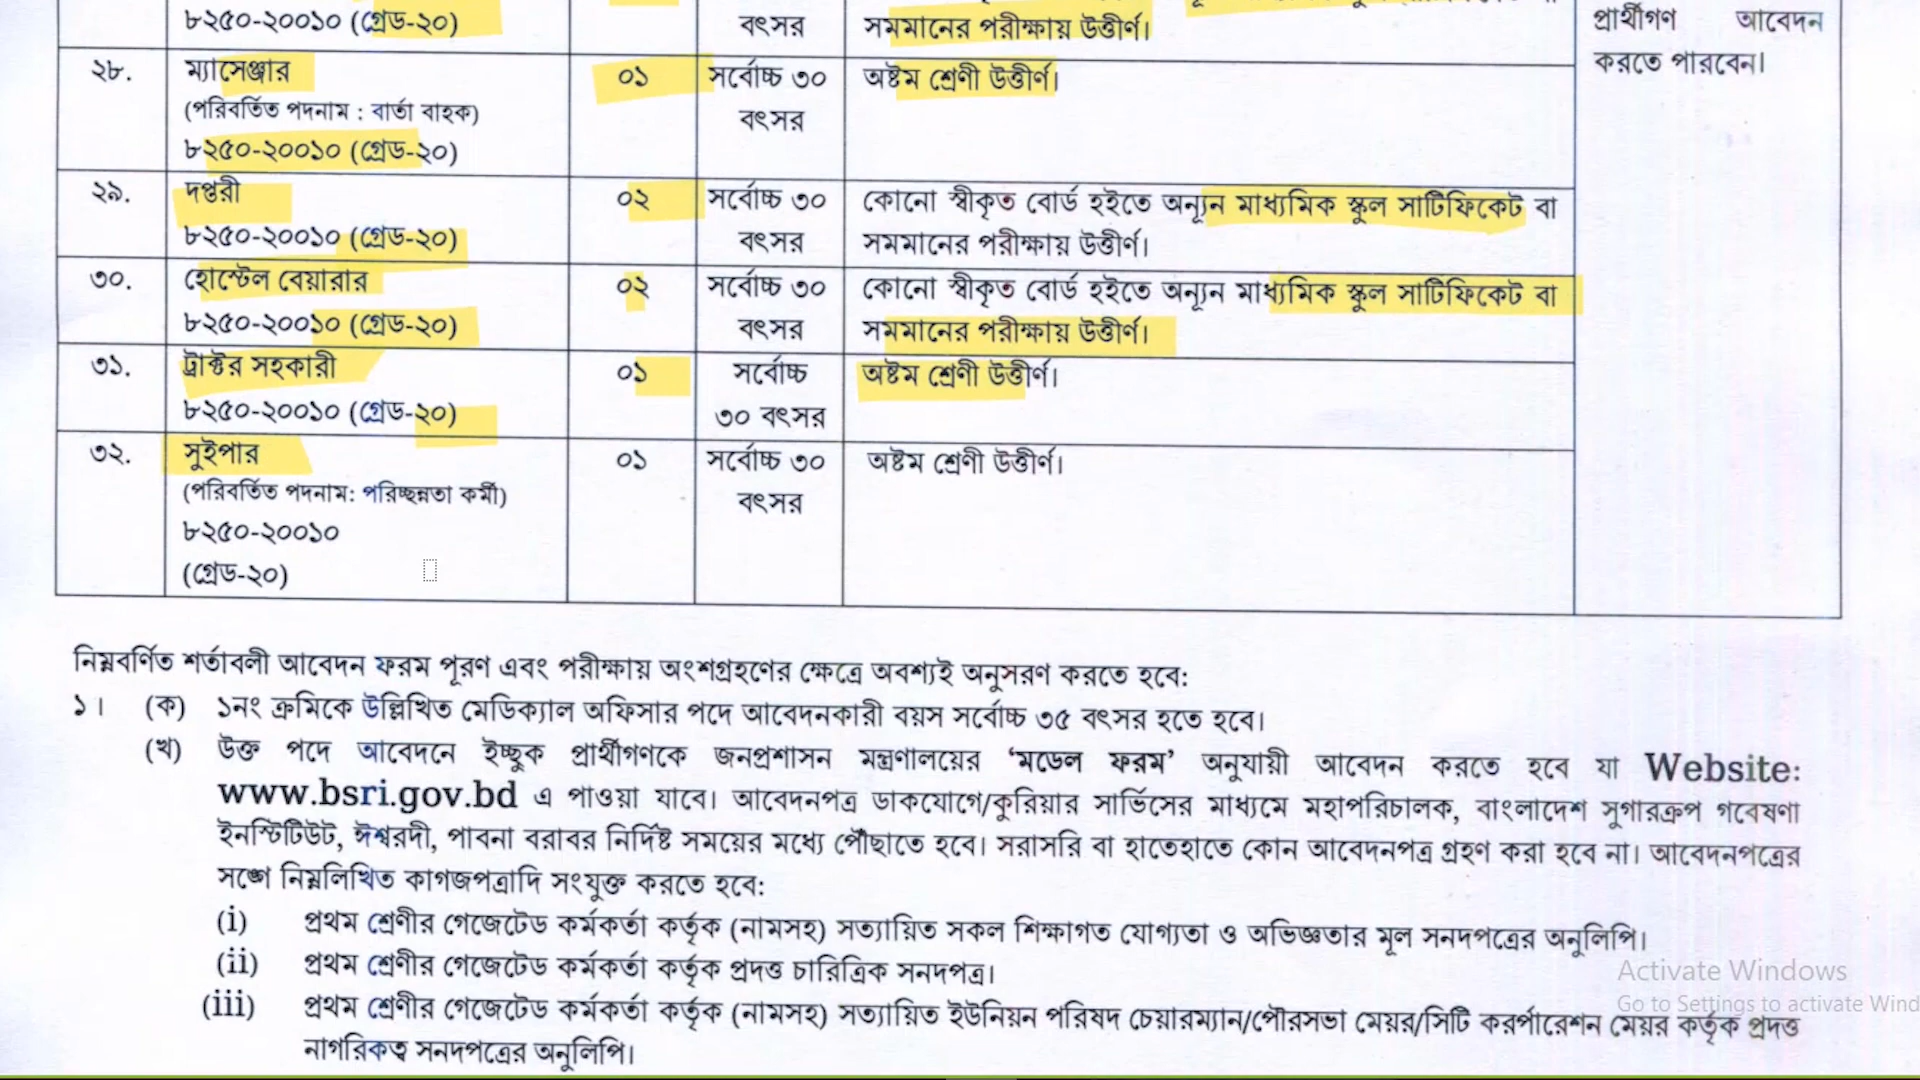 ৮২৫০-২০০১০ (গ্রেড-২০)
বৎসর
সমমানের পরীক্ষায় উত্তীর্ণ।
প্রার্থীগণ আবেদন
করতে পারবেন।
২৮.
ম্যাসেঞ্জার
(পরিবর্তিত পদনাম : বার্তা বাহক)
৮২৫০-২০০১০ (গ্রেড-২০)
০১
সর্বোচ্চ ৩০
বৎসর
অষ্টম শ্রেণী উত্তীর্ণ।
২৯.
দপ্তরী
৮২৫০-২০০১০ (গ্রেড-২০)
০২
সর্বোচ্চ ৩০
বৎসর
কোনো স্বীকৃত বোর্ড হইতে অন্যূন মাধ্যমিক স্কুল সার্টিফিকেট বা
সমমানের পরীক্ষায় উত্তীর্ণ।
৩০.
হোস্টেল বেয়ারার
৮২৫০-২০০১০ (গ্রেড-২০)
০২
সর্বোচ্চ ৩০
বৎসর
কোনো স্বীকৃত বোর্ড হইতে অন্যূন মাধ্যমিক স্কুল সার্টিফিকেট বা
সমমানের পরীক্ষায় উত্তীর্ণ।
৩১.
ট্রাক্টর সহকারী
৮২৫০-২০০১০ (গ্রেড-২০)
০১
সর্বোচ্চ
৩০ বৎসর
অষ্টম শ্রেণী উত্তীর্ণ।
৩২.
সুইপার
(পরিবর্তিত পদনাম: পরিচ্ছন্নতা কর্মী)
৮২৫০-২০০১০
(গ্রেড-২০)
০১
সর্বোচ্চ ৩০
বৎসর
অষ্টম শ্রেণী উত্তীর্ণ।
নিম্নবর্ণিত শর্তাবলী আবেদন ফরম পূরণ এবং পরীক্ষায় অংশগ্রহণের ক্ষেত্রে অবশ্যই অনুসরণ করতে হবে:
১। (ক) ১নং ক্রমিকে উল্লিখিত মেডিক্যাল অফিসার পদে আবেদনকারী বয়স সর্বোচ্চ ৩৫ বৎসর হতে হবে।
(খ) উক্ত পদে আবেদনে ইচ্ছুক প্রার্থীগণকে জনপ্রশাসন মন্ত্রণালয়ের ‘মডেল ফরম’ অনুযায়ী আবেদন করতে হবে যা Website:
www.bsri.gov.bd এ পাওয়া যাবে। আবেদনপত্র ডাকযোগে/কুরিয়ার সার্ভিসের মাধ্যমে মহাপরিচালক, বাংলাদেশ সুগারক্রপ গবেষণা
ইনস্টিটিউট, ঈশ্বরদী, পাবনা বরাবর নির্দিষ্ট সময়ের মধ্যে পৌঁছাতে হবে। সরাসরি বা হাতেহাতে কোন আবেদনপত্র গ্রহণ করা হবে না। আবেদনপত্রের
সঙ্গে নিম্নলিখিত কাগজপত্রাদি সংযুক্ত করতে হবে:
(i) প্রথম শ্রেণীর গেজেটেড কর্মকর্তা কর্তৃক (নামসহ) সত্যায়িত সকল শিক্ষাগত যোগ্যতা ও অভিজ্ঞতার মূল সনদপত্রের অনুলিপি।
(ii) প্রথম শ্রেণীর গেজেটেড কর্মকর্তা কর্তৃক প্রদত্ত চারিত্রিক সনদপত্র।
(iii) প্রথম শ্রেণীর গেজেটেড কর্মকর্তা কর্তৃক (নামসহ) সত্যায়িত ইউনিয়ন পরিষদ চেয়ারম্যান/পৌরসভা মেয়র/সিটি করর্পারেশন মেয়র কর্তৃক প্রদত্ত
নাগরিকত্ব সনদপত্রের অনুলিপি।
Activate Windows
Go to Settings to activate Wind